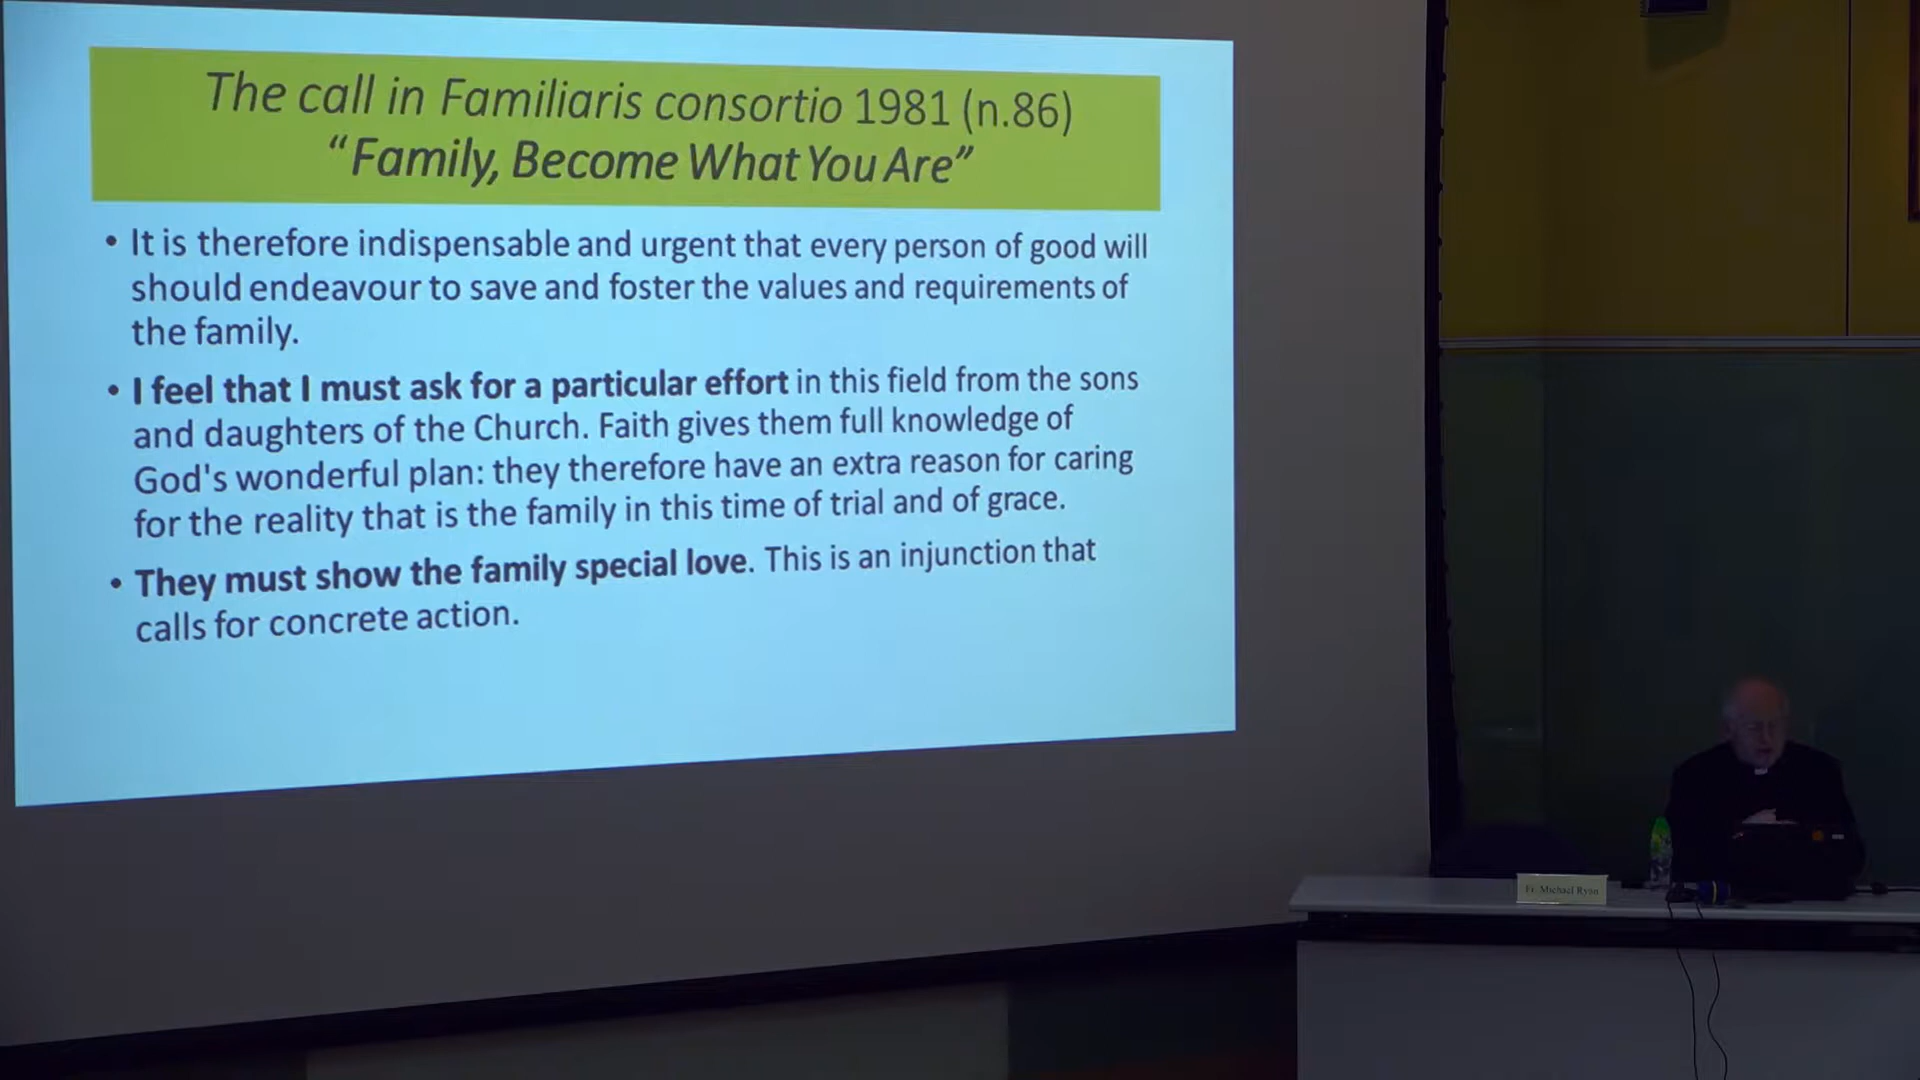 The call in Familiaris consortio 1981 (n.86)
“Family, Become What You Are”
• It is therefore indispensable and urgent that every person of good will
should endeavour to save and foster the values and requirements of
the family.
• I feel that I must ask for a particular effort in this field from the sons
and daughters of the Church. Faith gives them full knowledge of
God's wonderful plan: they therefore have an extra reason for caring
for the reality that is the family in this time of trial and of grace.
• They must show the family special love. This is an injunction that
calls for concrete action.
Fr. Michael Ryan